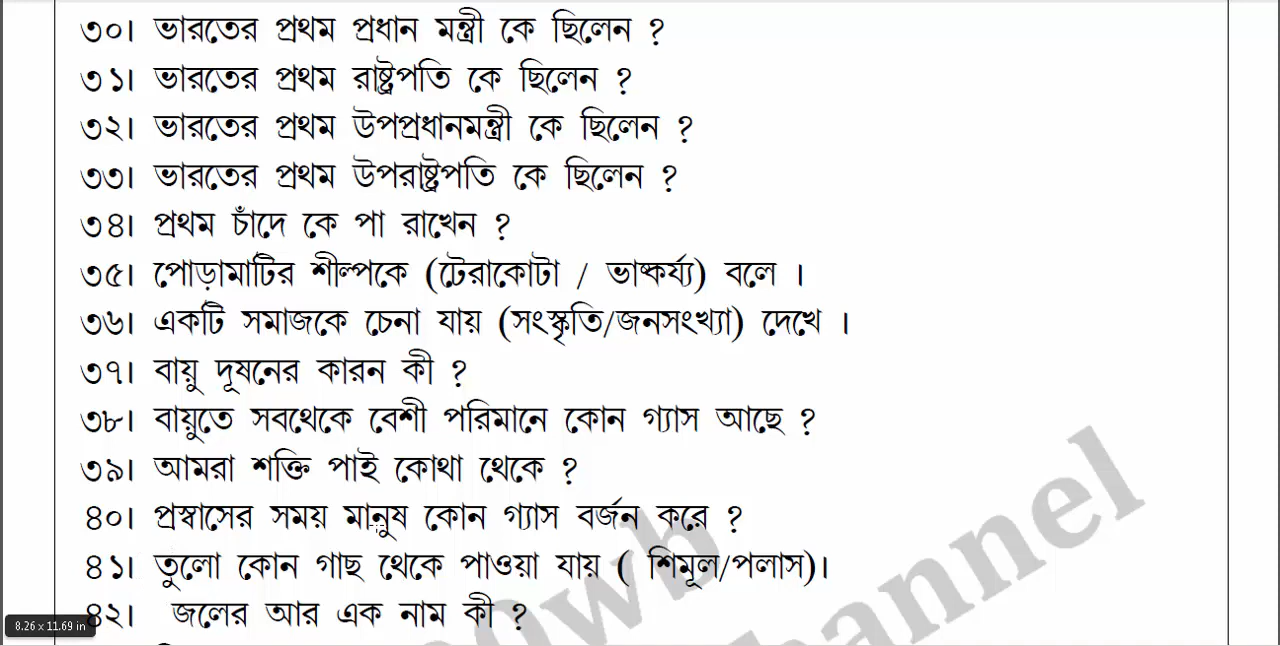 ৩০। ভারতের প্রথম প্রধান মন্ত্রী কে ছিলেন ?
৩১। ভারতের প্রথম রাষ্ট্রপতি কে ছিলেন ?
৩২। ভারতের প্রথম উপপ্রধানমন্ত্রী কে ছিলেন ?
৩৩। ভারতের প্রথম উপরাষ্ট্রপতি কে ছিলেন ?
৩৪। প্রথম চাঁদে কে পা রাখেন ?
৩৫। পোড়ামাটির শীল্পকে (টেরাকোটা / ভাষ্কর্য্য) বলে ।
৩৬। একটি সমাজকে চেনা যায় (সংস্কৃতি/জনসংখ্যা) দেখে ।
৩৭। বায়ু দূষনের কারন কী ?
৩৮। বায়ুতে সবথেকে বেশী পরিমানে কোন গ্যাস আছে ?
৩৯। আমরা শক্তি পাই কোথা থেকে ?
৪০। প্রস্বাসের সময় মানুষ কোন গ্যাস বর্জন করে ?
৪১। তুলো কোন গাছ থেকে পাওয়া যায় ( শিমূল/পলাস)।
৪২। জলের আর এক নাম কী ?
8.26 x 11.69 in